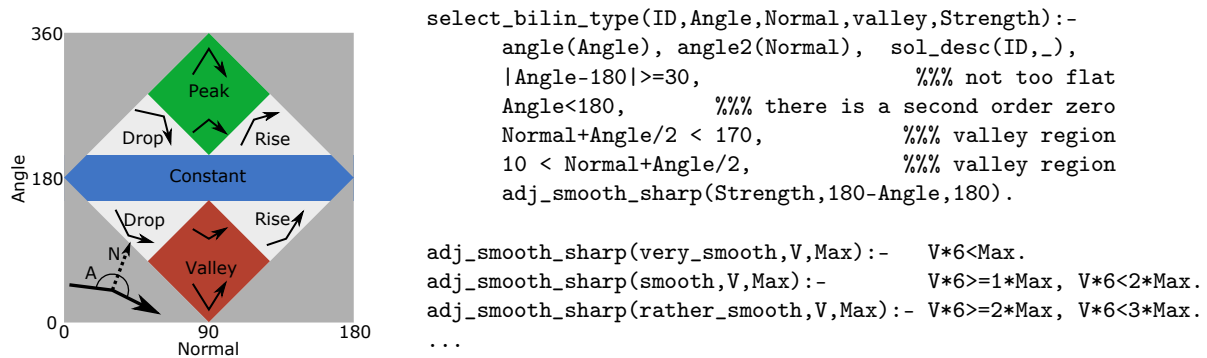 360
180
0
Angle
Peak
Drop
Rise
Constant
Drop
Rise
Valley
N
A
0
90
180
Normal
select_bilin_type(ID,Angle,Normal,valley,Strength):-
angle(Angle), angle2(Normal), sol_desc(ID,_),
|Angle-180|>=30, %%% not too flat
Angle<180, %%% there is a second order zero
Normal+Angle/2 < 170, %%% valley region
10 < Normal+Angle/2, %%% valley region
adj_smooth_sharp(Strength,180-Angle,180).
adj_smooth_sharp(very_smooth,V,Max):- V*6<Max.
adj_smooth_sharp(smooth,V,Max):- V*6>=1*Max, V*6<2*Max.
adj_smooth_sharp(rather_smooth,V,Max):- V*6>=2*Max, V*6<3*Max.
...